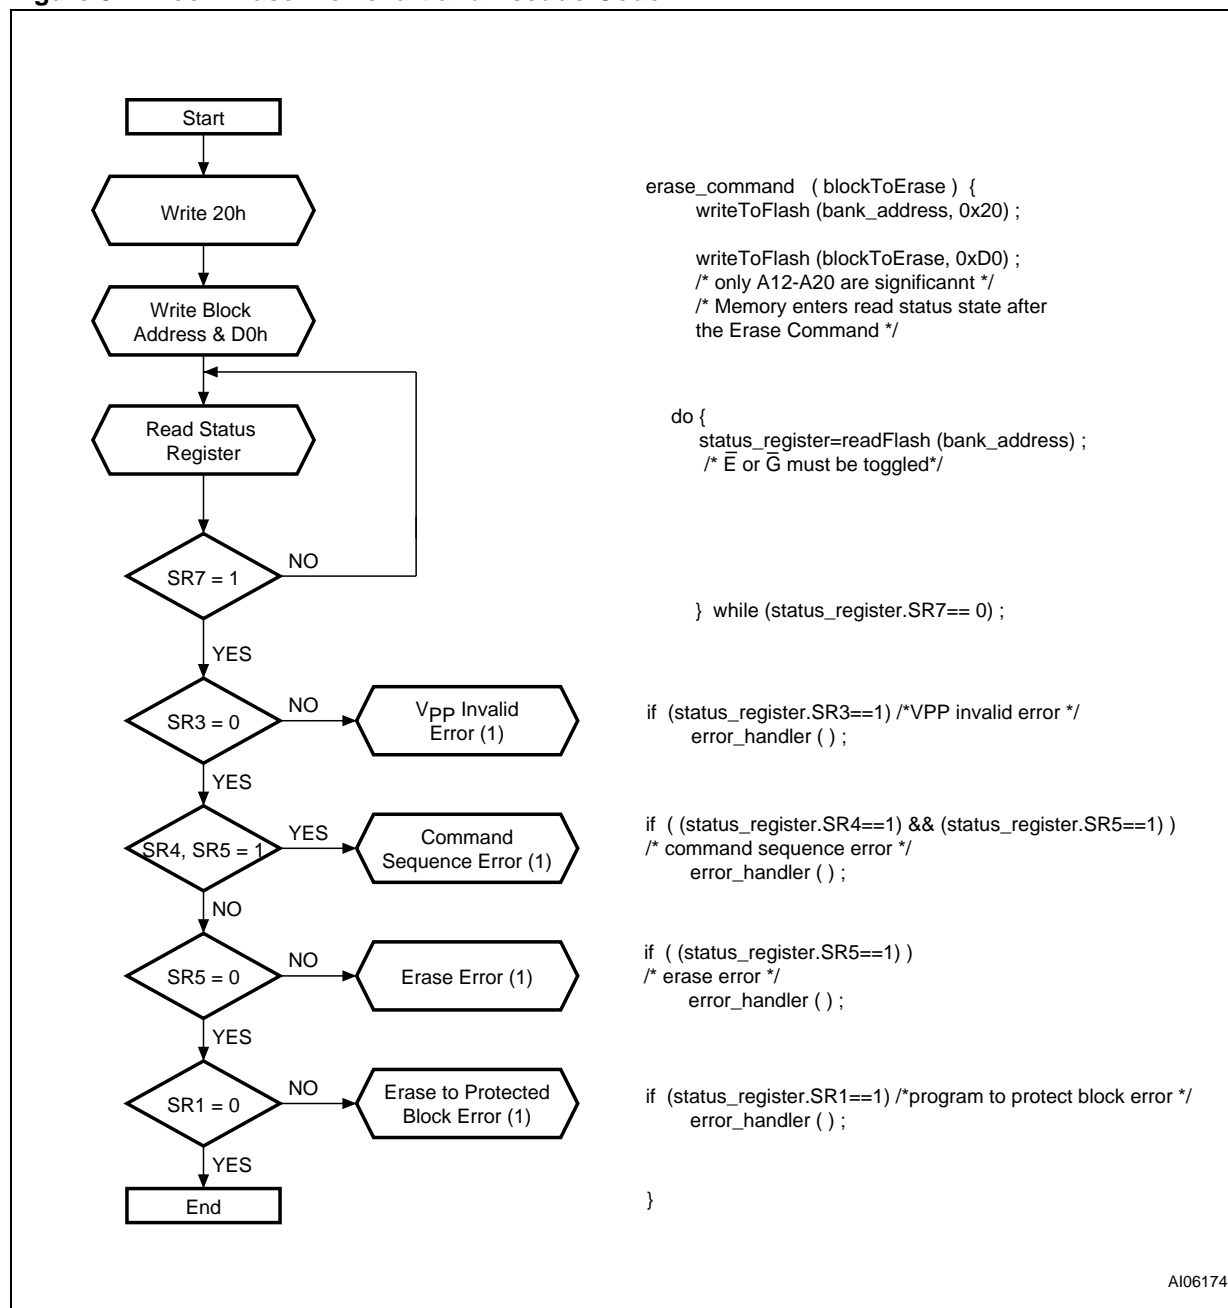 Start
Write 20h
Write Block
Address & D0h
Read Status
Register
SR7 = 1
NO
YES
SR3 = 0
NO
VPP Invalid
Error (1)
YES
SR4, SR5 = 1
YES
Command
Sequence Error (1)
NO
SR5 = 0
NO
Erase Error (1)
YES
SR1 = 0
NO
Erase to Protected
Block Error (1)
YES
End
erase_command ( blockToErase ) {
writeToFlash (bank_address, 0x20) ;
writeToFlash (blockToErase, 0xD0) ;
/* only A12-A20 are significannt */
/* Memory enters read status state after
the Erase Command */
do {
status_register=readFlash (bank_address) ;
/* E̅ or G̅ must be toggled*/
} while (status_register.SR7== 0) ;
if (status_register.SR3==1) /*VPP invalid error */
error_handler ( ) ;
if ( (status_register.SR4==1) && (status_register.SR5==1) )
/* command sequence error */
error_handler ( ) ;
if ( (status_register.SR5==1) )
/* erase error */
error_handler ( ) ;
if (status_register.SR1==1) /*program to protect block error */
error_handler ( ) ;
}
AI06174